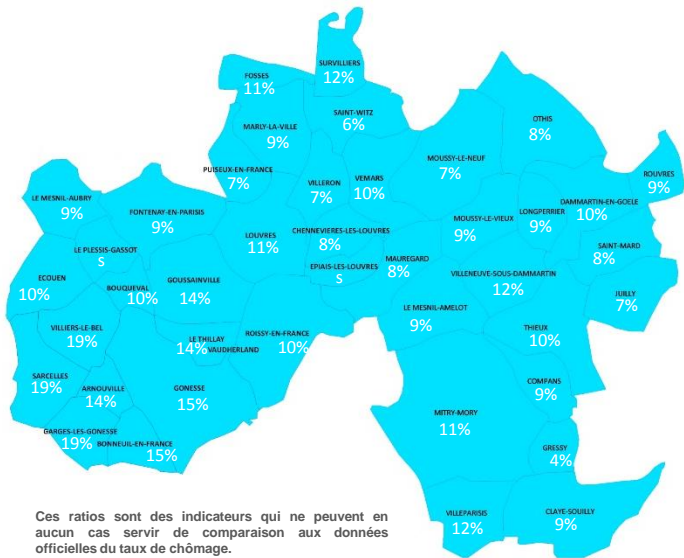 SURVILLIERS
12%
FOSSES
11%
SAINT-WITZ
6%
MARLY-LA-VILLE
9%
OTHIS
8%
MOUSSY-LE-NEUF
7%
PUISEUX-EN-FRANCE
7%
VILLERON
7%
VEMARS
10%
ROUVRES
9%
LE MESNIL-AUBRY
9%
FONTENAY-EN-PARISIS
9%
DAMMARTIN-EN-GOELE
10%
LONGPERRIER
9%
MOUSSY-LE-VIEUX
9%
LOUVRES
11%
CHENNEVIERES-LES-LOUVRES
8%
LE PLESSIS-GASSOT
s
SAINT-MARD
8%
MAUREGARD
8%
EPIAIS-LES-LOUVRES
s
VILLENEUVE-SOUS-DAMMARTIN
12%
ECOUEN
10%
BOUQUEVAL
10%
GOUSSAINVILLE
14%
JUILLY
7%
LE MESNIL-AMELOT
9%
VILLIERS-LE-BEL
19%
THIEUX
10%
ROISSY-EN-FRANCE
10%
LE THILLAY
14%
VAUDHERLAND
SARCELLES
19%
ARNOUVILLE
14%
GONESSE
15%
COMPANS
9%
MITRY-MORY
11%
GARGES-LES-GONESSE
19%
BONNEUIL-EN-FRANCE
15%
GRESSY
4%
VILLEPARISIS
12%
CLAYE-SOUILLY
9%
Ces ratios sont des indicateurs qui ne peuvent en
aucun cas servir de comparaison aux données
officielles du taux de chômage.